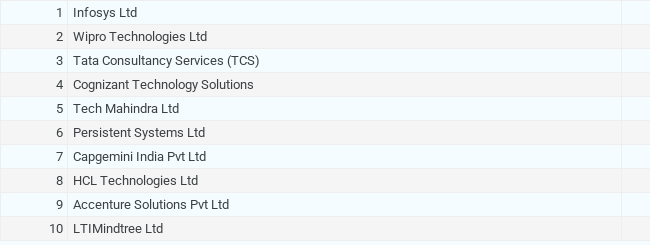 1 Infosys Ltd
2 Wipro Technologies Ltd
3 Tata Consultancy Services (TCS)
4 Cognizant Technology Solutions
5 Tech Mahindra Ltd
6 Persistent Systems Ltd
7 Capgemini India Pvt Ltd
8 HCL Technologies Ltd
9 Accenture Solutions Pvt Ltd
10 LTIMindtree Ltd